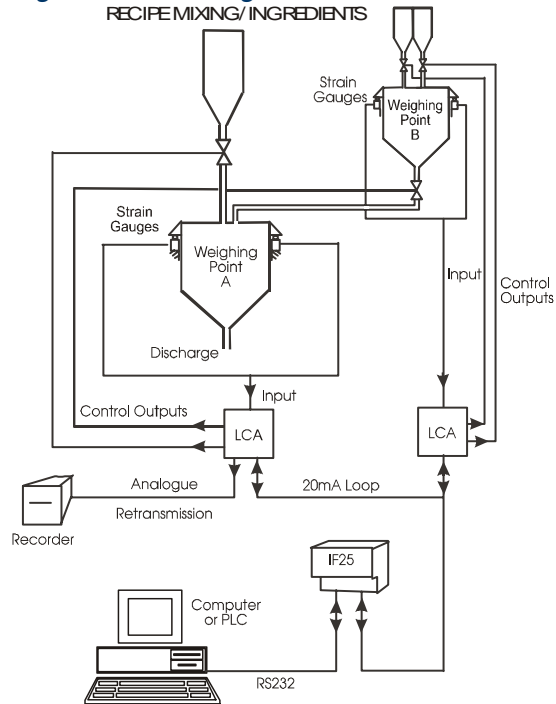 RECIPE MIXING/ INGREDIENTS
Strain
Gauges
Weighing
Point
B
Strain
Gauges
Weighing
Point
A
Input
Control
Outputs
Discharge
Input
Control Outputs
LCA
LCA
Analogue
20mA Loop
Retransmission
Recorder
IF25
Computer
or PLC
RS232